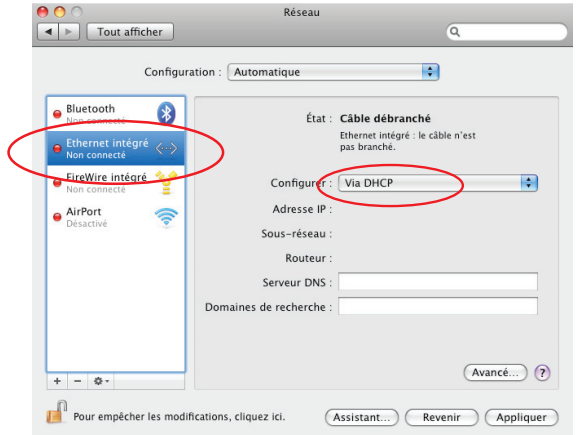 Réseau
Tout afficher
Configuration : Automatique
Bluetooth
Non connecté
Ethernet intégré
Non connecté
FireWire intégré
Non connecté
AirPort
Désactivé
État : Câble débranché
Ethernet intégré : le câble n'est
pas branché.
Configurer : Via DHCP
Adresse IP :
Sous-réseau :
Routeur :
Serveur DNS :
Domaines de recherche :
Avancé... ?
+ −
Pour empêcher les modifications, cliquez ici.
Assistant... Revenir Appliquer